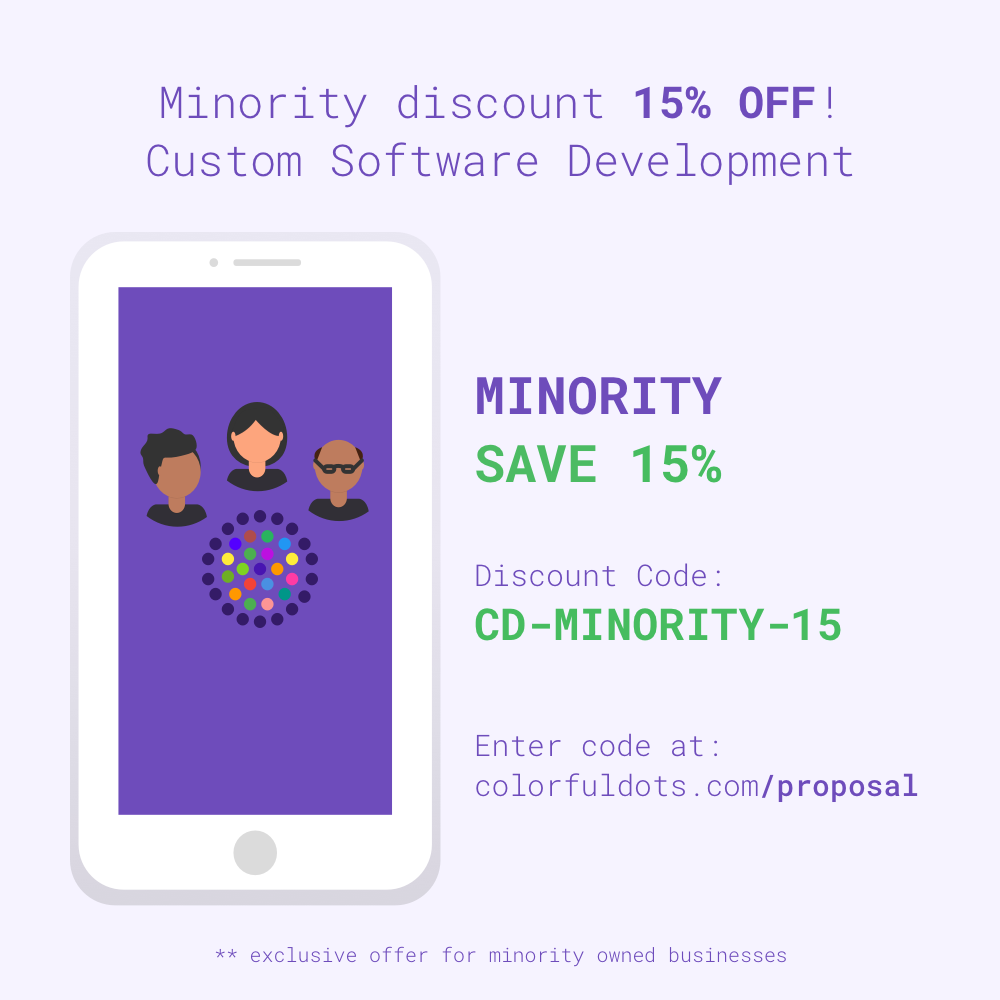 Minority discount 15% OFF!
Custom Software Development
MINORITY
SAVE 15%
Discount Code:
CD-MINORITY-15
Enter code at:
colorfuldots.com/proposal
** exclusive offer for minority owned businesses